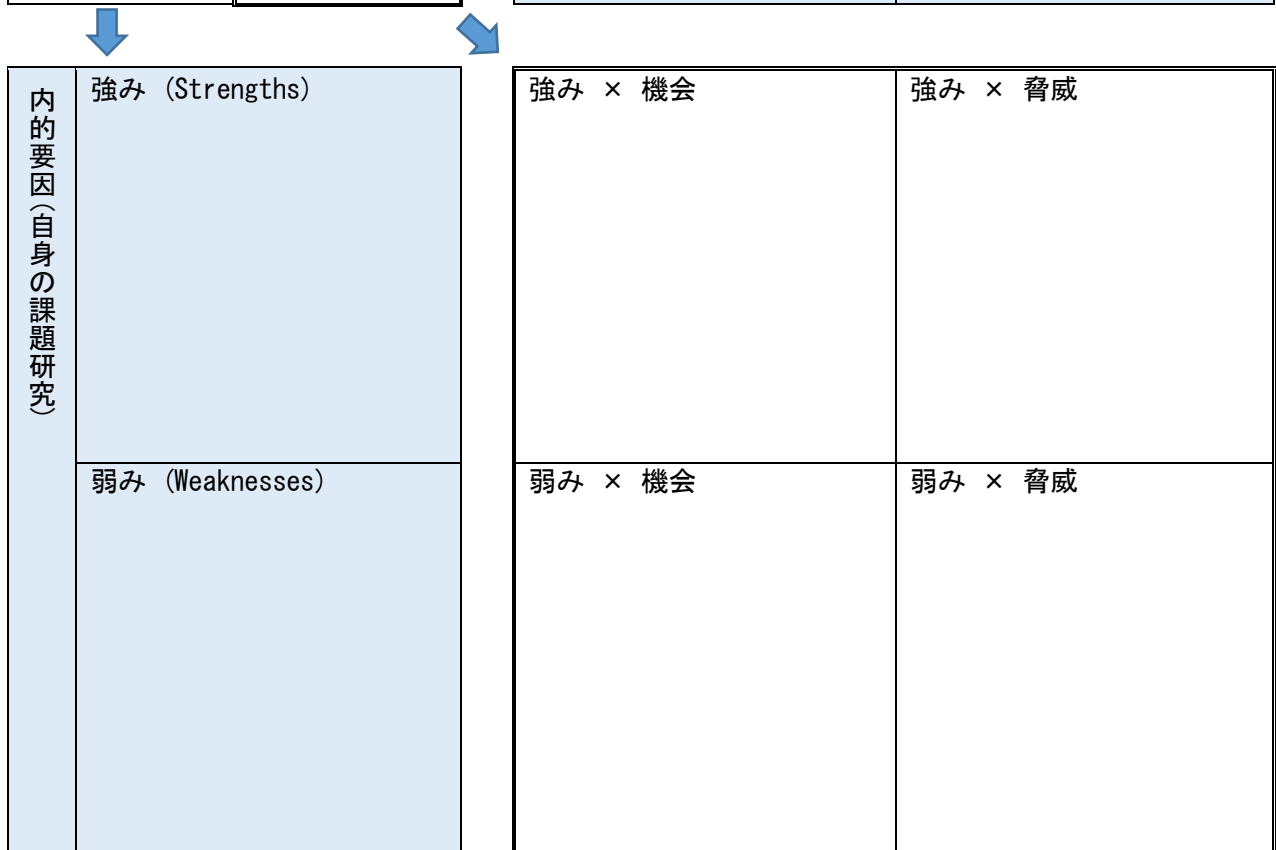 内的要因（自身の課題研究）
強み (Strengths)
強み × 機会
強み × 脅威
弱み (Weaknesses)
弱み × 機会
弱み × 脅威